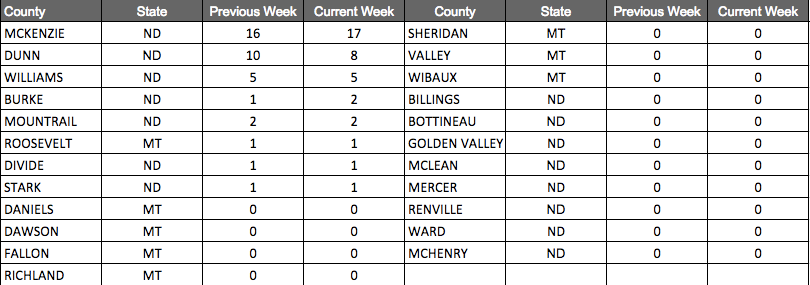 County State Previous Week Current Week County State Previous Week Current Week
MCKENZIE ND 16 17 SHERIDAN MT 0 0
DUNN ND 10 8 VALLEY MT 0 0
WILLIAMS ND 5 5 WIBAUX MT 0 0
BURKE ND 1 2 BILLINGS ND 0 0
MOUNTRAIL ND 2 2 BOTTINEAU ND 0 0
ROOSEVELT MT 1 1 GOLDEN VALLEY ND 0 0
DIVIDE ND 1 1 MCLEAN ND 0 0
STARK ND 1 1 MERCER ND 0 0
DANIELS MT 0 0 RENVILLE ND 0 0
DAWSON MT 0 0 WARD ND 0 0
FALLON MT 0 0 MCHENRY ND 0 0
RICHLAND MT 0 0